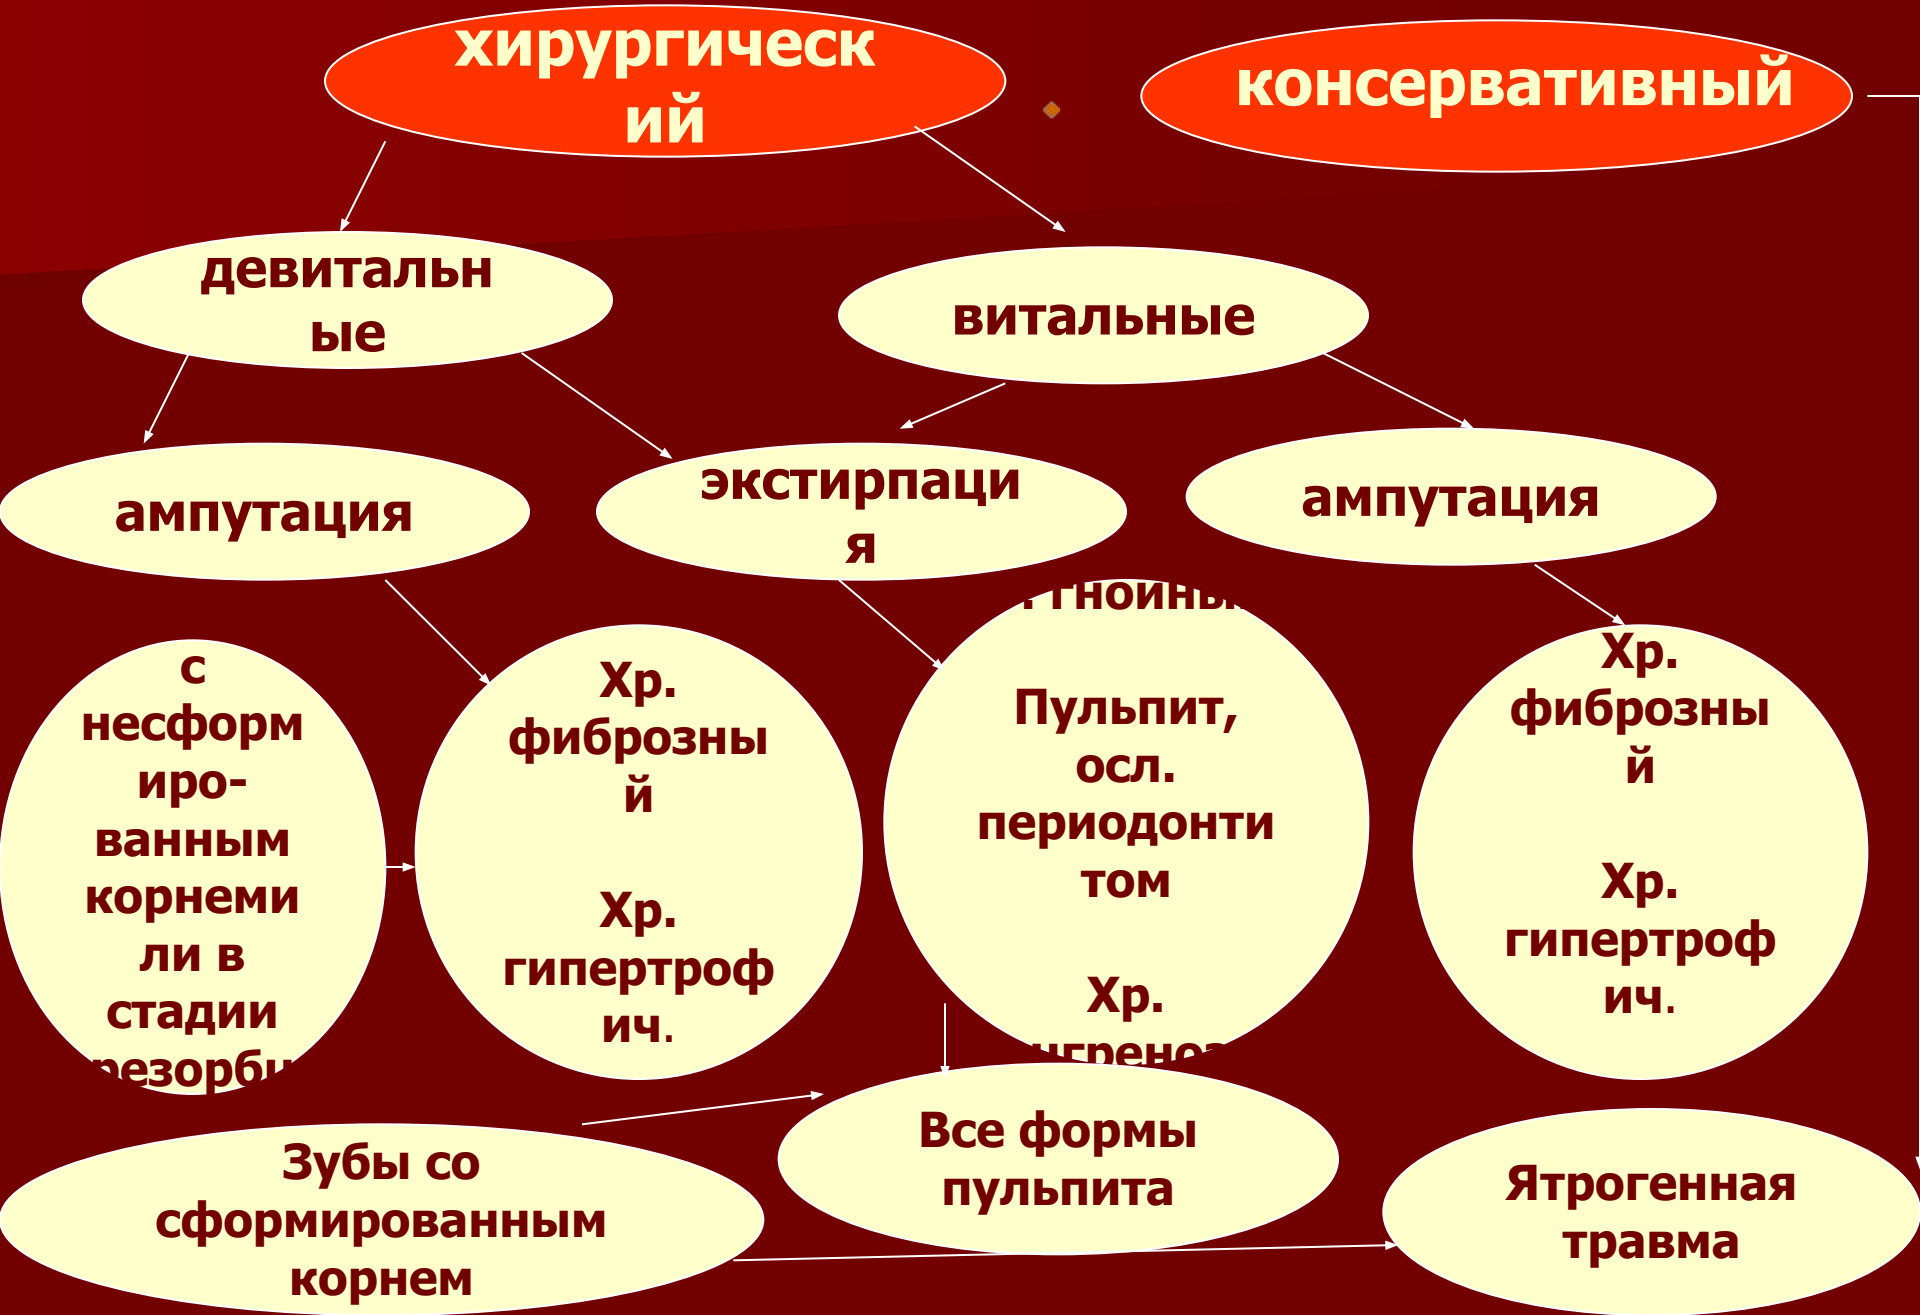 хирургическ
ий
консервативный
девитальн
ые
витальные
ампутация
экстирпаци
я
ампутация
с
несформ
иро-
ванным
корнеми
ли в
стадии
Хр.
фиброзны
й
Хр.
гипертроф
ич.
Пульпит,
осл.
периодонти
том
Хр.
Хр.
фиброзны
й
Хр.
гипертроф
ич.
Зубы со
сформированным
корнем
Все формы
пульпита
Ятрогенная
травма